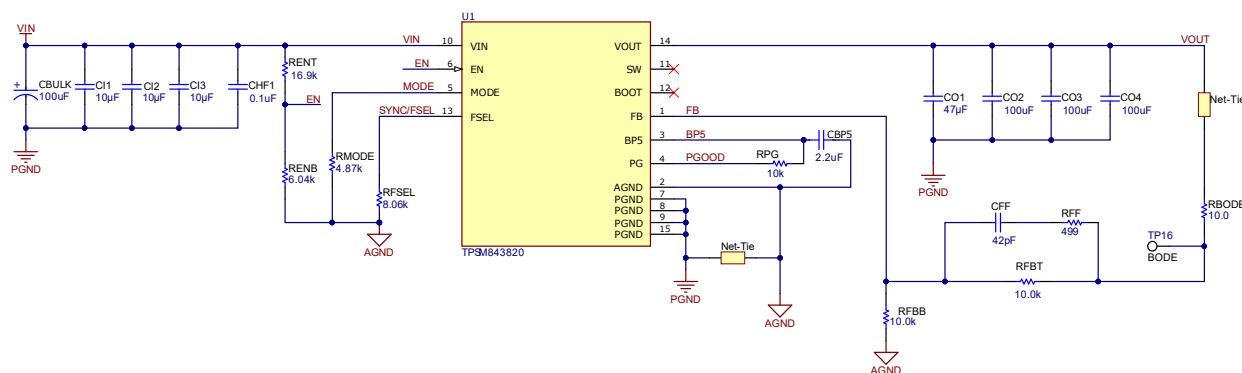 VIN
+
CBULK
100uF
CI1
10µF
CI2
10µF
CI3
10µF
CHF1
0.1uF
PGND
RENT
16.9k
EN
RENB
6.04k
RMODE
4.87k
RFSEL
8.06k
AGND
VIN
EN
MODE
SYNC/FSEL
U1
10
6
5
13
VIN
EN
MODE
FSEL
VOUT
SW
BOOT
FB
BP5
PG
AGND
PGND
PGND
PGND
PGND
14
11
12
1
3
4
2
7
8
9
15
TPSM843820
FB
BP5
PGOOD
RPG
10k
CBP5
2.2uF
Net-Tie
PGND
AGND
VOUT
CO1
47µF
CO2
100uF
CO3
100uF
CO4
100uF
PGND
Net-Tie
RBODE
10.0
TP16
BODE
CFF
42pF
RFF
499
RFBT
10.0k
RFBB
10.0k
AGND